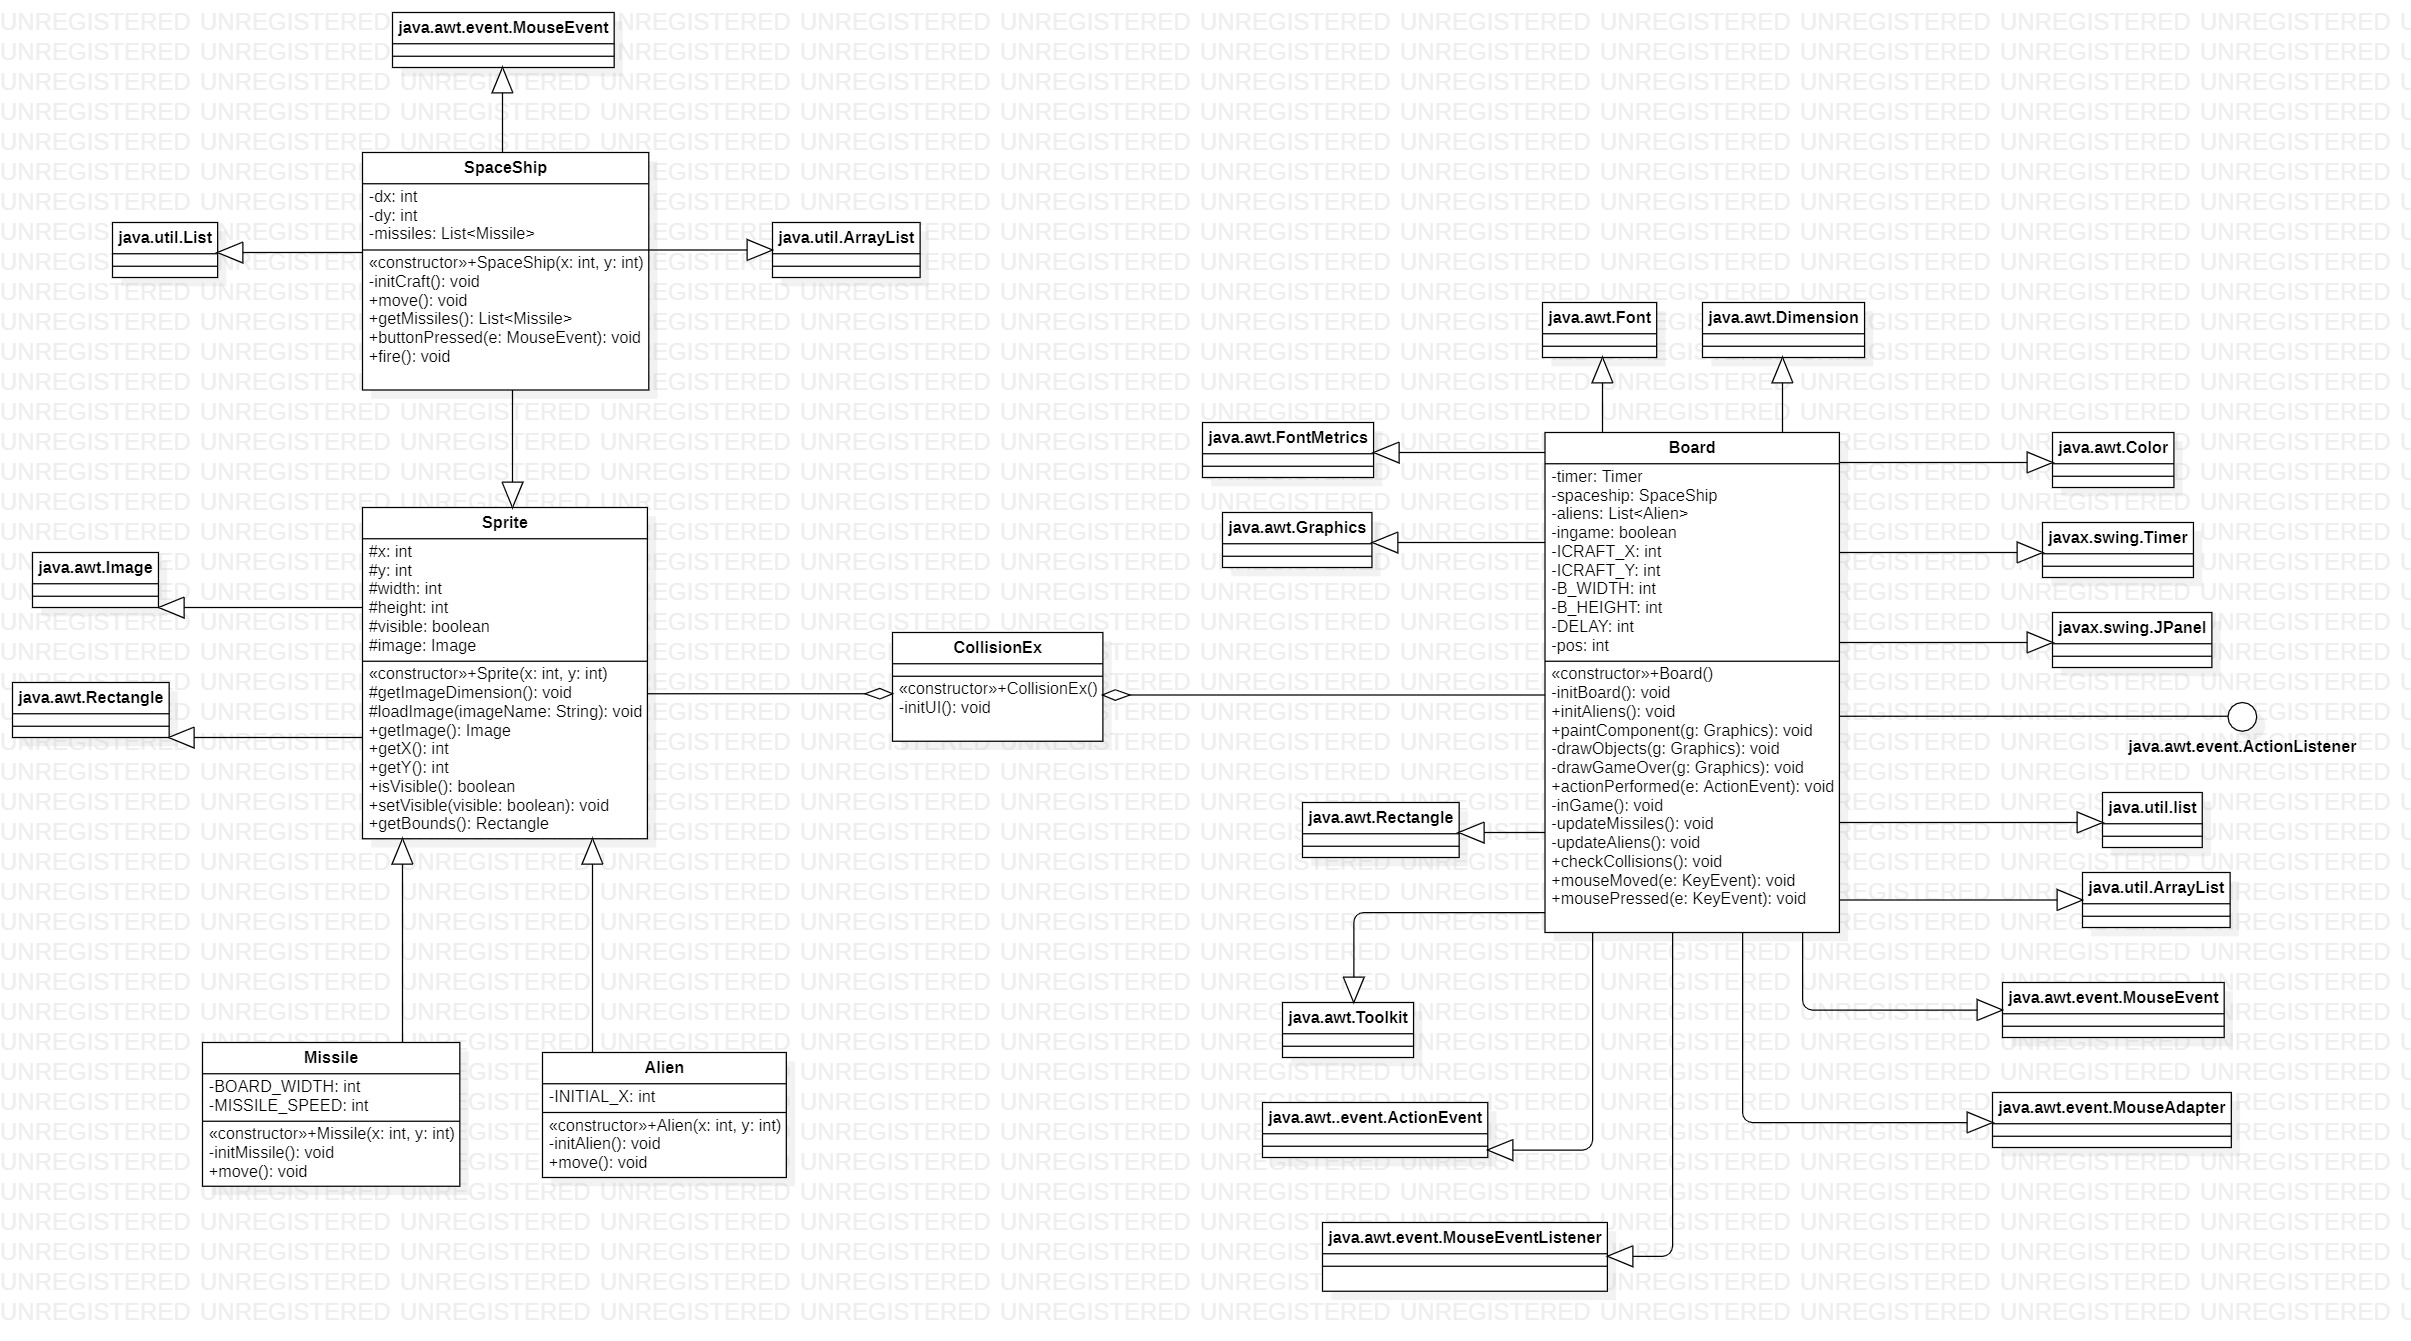 java.awt.event.MouseEvent
SpaceShip
-dx: int
-dy: int
-missiles: List<Missile>
«constructor»+SpaceShip(x: int, y: int)
-initCraft(): void
+move(): void
+getMissiles(): List<Missile>
+buttonPressed(e: MouseEvent): void
+fire(): void
java.util.List
java.util.ArrayList
Sprite
#x: int
#y: int
#width: int
#height: int
#visible: boolean
#image: Image
«constructor»+Sprite(x: int, y: int)
#getImageDimension(): void
#loadImage(imageName: String): void
+getImage(): Image
+getX(): int
+getY(): int
+isVisible(): boolean
+setVisible(visible: boolean): void
+getBounds(): Rectangle
java.awt.Image
java.awt.Rectangle
Missile
-BOARD_WIDTH: int
-MISSILE_SPEED: int
«constructor»+Missile(x: int, y: int)
-initMissile(): void
+move(): void
Alien
-INITIAL_X: int
«constructor»+Alien(x: int, y: int)
-initAlien(): void
+move(): void
CollisionEx
«constructor»+CollisionEx()
-initUI(): void
java.awt.Font
java.awt.Dimension
java.awt.FontMetrics
java.awt.Graphics
Board
-timer: Timer
-spaceship: SpaceShip
-aliens: List<Alien>
-ingame: boolean
-ICRAFT_X: int
-ICRAFT_Y: int
-B_WIDTH: int
-B_HEIGHT: int
-DELAY: int
-pos: int
«constructor»+Board()
-initBoard(): void
+initAliens(): void
+paintComponent(g: Graphics): void
-drawObjects(g: Graphics): void
-drawGameOver(g: Graphics): void
+actionPerformed(e: ActionEvent): void
-inGame(): void
-updateMissiles(): void
-updateAliens(): void
+checkCollisions(): void
+mouseMoved(e: KeyEvent): void
+mousePressed(e: KeyEvent): void
java.awt.Color
javax.swing.Timer
javax.swing.JPanel
java.awt.event.ActionListener
java.util.list
java.util.ArrayList
java.awt.event.MouseEvent
java.awt.event.MouseAdapter
java.awt.Rectangle
java.awt.Toolkit
java.awt..event.ActionEvent
java.awt.event.MouseEventListener
UNREGISTERED